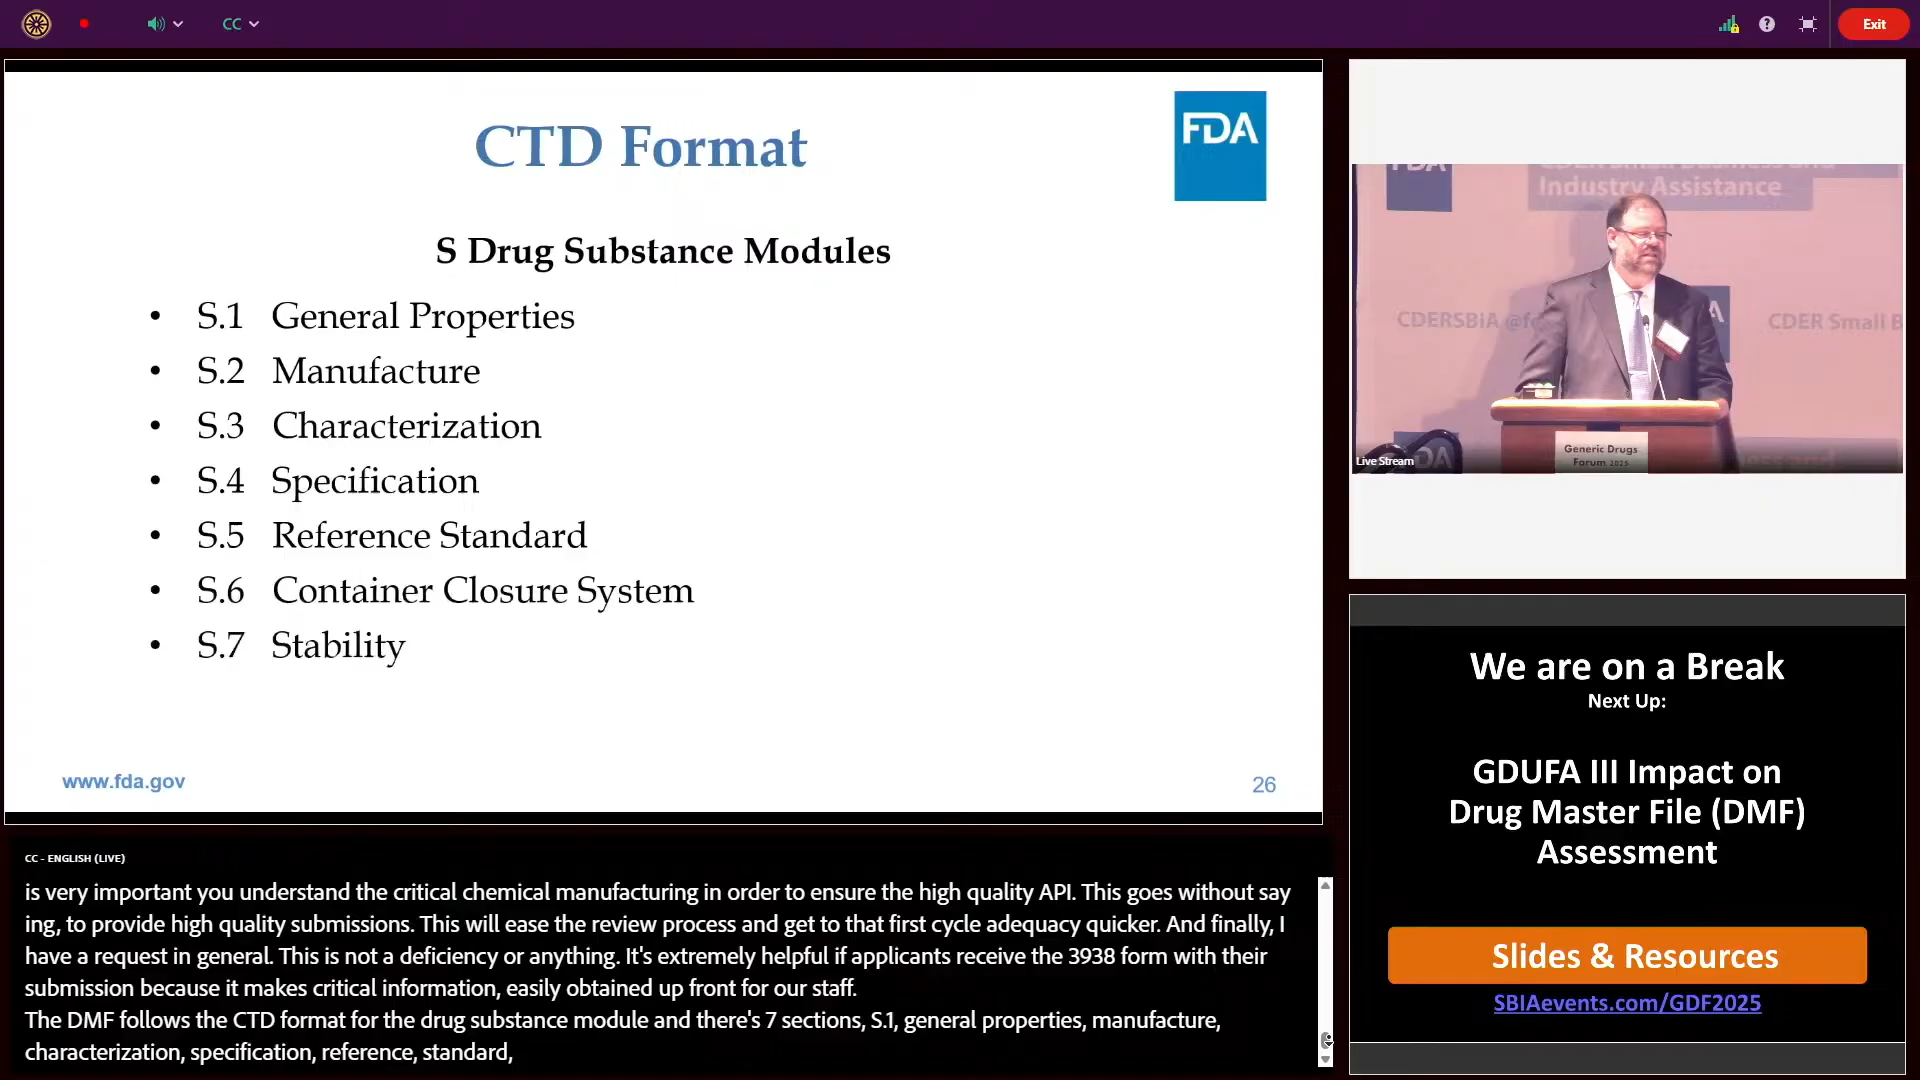 CC
Exit
CTD Format
FDA
S Drug Substance Modules
• S.1 General Properties
• S.2 Manufacture
• S.3 Characterization
• S.4 Specification
• S.5 Reference Standard
• S.6 Container Closure System
• S.7 Stability
www.fda.gov
26
CC - ENGLISH (LIVE)
is very important you understand the critical chemical manufacturing in order to ensure the high quality API. This goes without say
ing, to provide high quality submissions. This will ease the review process and get to that first cycle adequacy quicker. And finally, I
have a request in general. This is not a deficiency or anything. It's extremely helpful if applicants receive the 3938 form with their
submission because it makes critical information, easily obtained up front for our staff.
The DMF follows the CTD format for the drug substance module and there's 7 sections, S.1, general properties, manufacture,
characterization, specification, reference, standard,
FDA
CDER Small Business and
Industry Assistance
CDERSBIA
A
CDER Small B
Generic Drugs
Forum 2025
Live Stream
DA
We are on a Break
Next Up:
GDUFA III Impact on
Drug Master File (DMF)
Assessment
Slides & Resources
SBIAevents.com/GDF2025